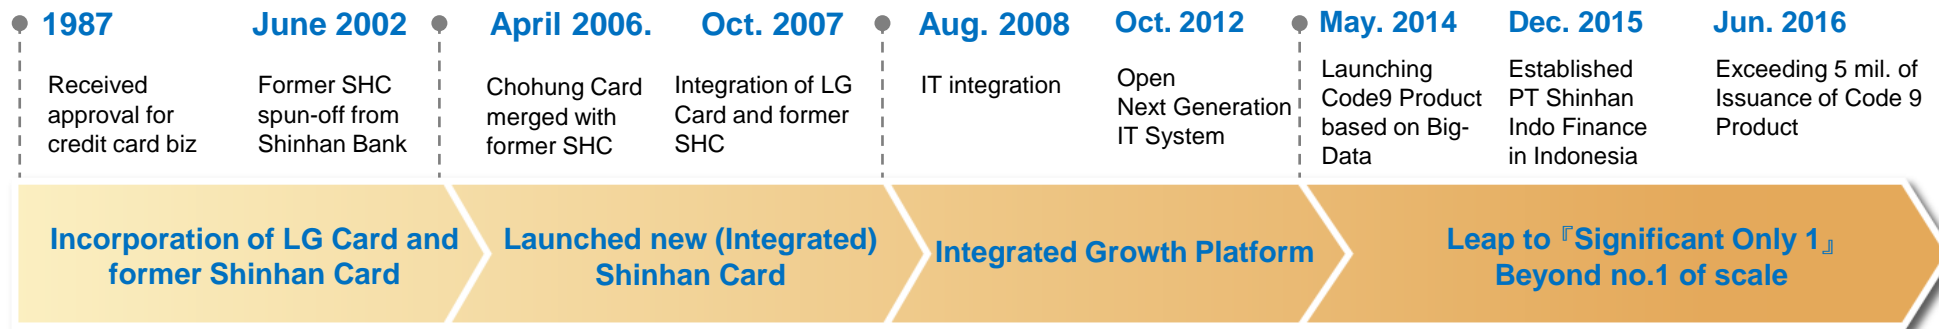 1987
Received
approval for
credit card biz
June 2002
Former SHC
spun-off from
Shinhan Bank
April 2006.
Chohung Card
merged with
former SHC
Oct. 2007
Integration of LG
Card and former
SHC
Aug. 2008
IT integration
Oct. 2012
Open
Next Generation
IT System
May. 2014
Launching
Code9 Product
based on Big-
Data
Dec. 2015
Established
PT Shinhan
Indo Finance
in Indonesia
Jun. 2016
Exceeding 5 mil. of
Issuance of Code 9
Product
Incorporation of LG Card and
former Shinhan Card
Launched new (Integrated)
Shinhan Card
Integrated Growth Platform
Leap to『Significant Only 1』
Beyond no.1 of scale